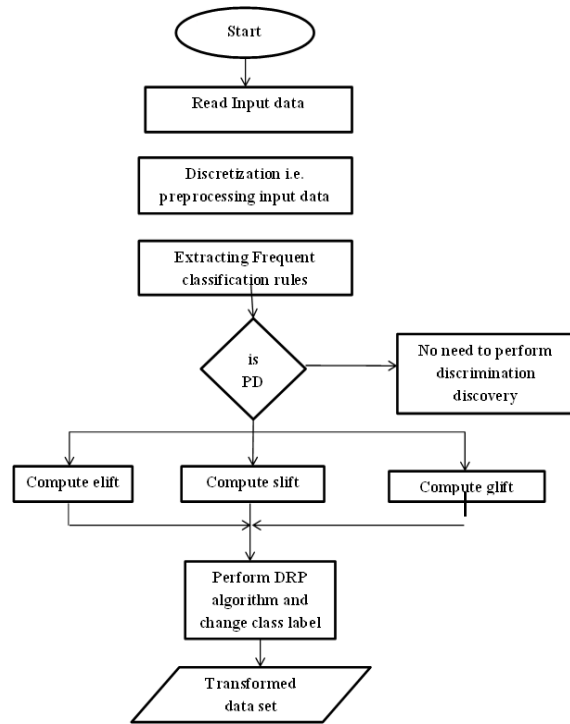 Start
Read Input data
Discretization i.e.
preprocessing input data
Extracting Frequent
classification rules
is
PD
No need to perform
discrimination
discovery
Compute elift
Compute slift
Compute glift
Perform DRP
algorithm and
change class label
Transformed
data set